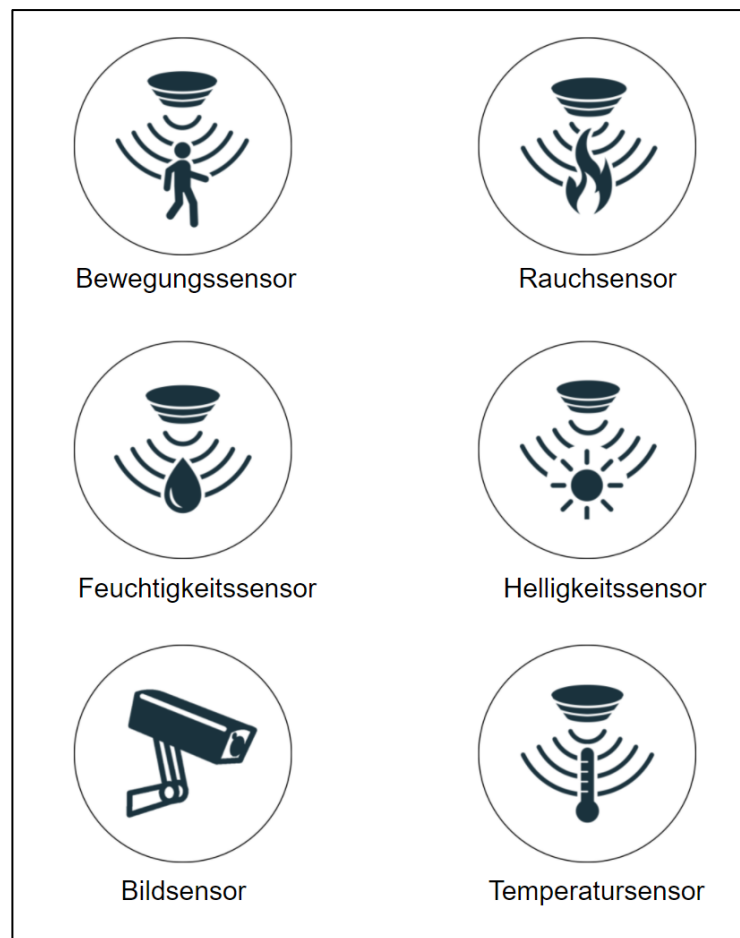 Bewegungssensor
Rauchsensor
Feuchtigkeitssensor
Helligkeitssensor
Bildsensor
Temperatursensor